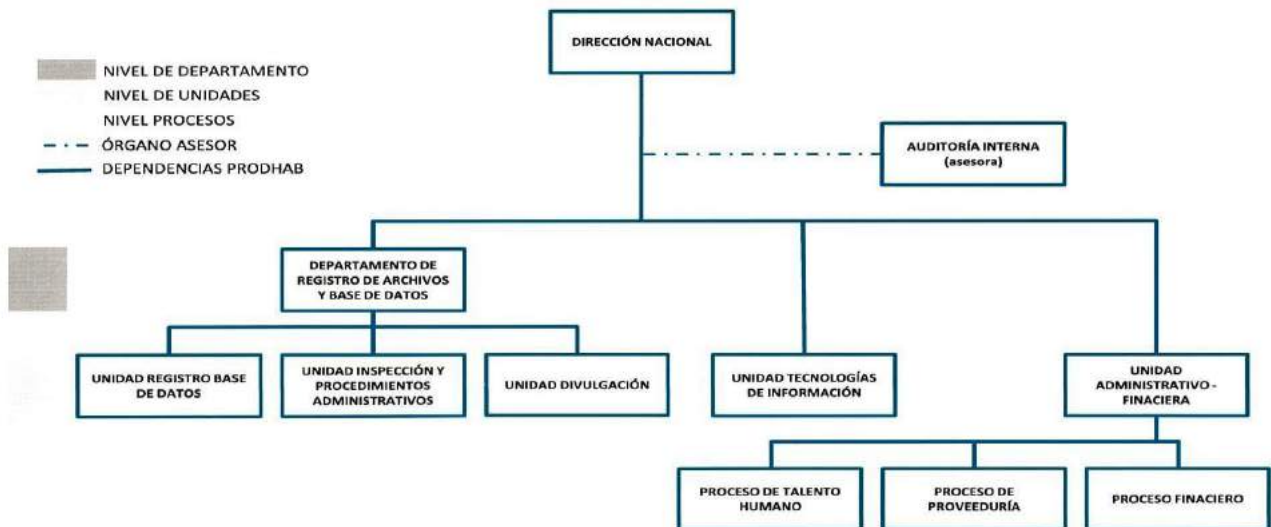 DIRECCIÓN NACIONAL
NIVEL DE DEPARTAMENTO
NIVEL DE UNIDADES
NIVEL PROCESOS
ÓRGANO ASESOR
DEPENDENCIAS PRODHAB
AUDITORÍA INTERNA
(asesora)
DEPARTAMENTO DE
REGISTRO DE ARCHIVOS
Y BASE DE DATOS
UNIDAD REGISTRO BASE
DE DATOS
UNIDAD INSPECCIÓN Y
PROCEDIMIENTOS
ADMINISTRATIVOS
UNIDAD DIVULGACIÓN
UNIDAD TECNOLOGÍAS
DE INFORMACIÓN
UNIDAD
ADMINISTRATIVO -
FINACIERA
PROCESO DE TALENTO
HUMANO
PROCESO DE
PROVEEDURÍA
PROCESO FINACIERO